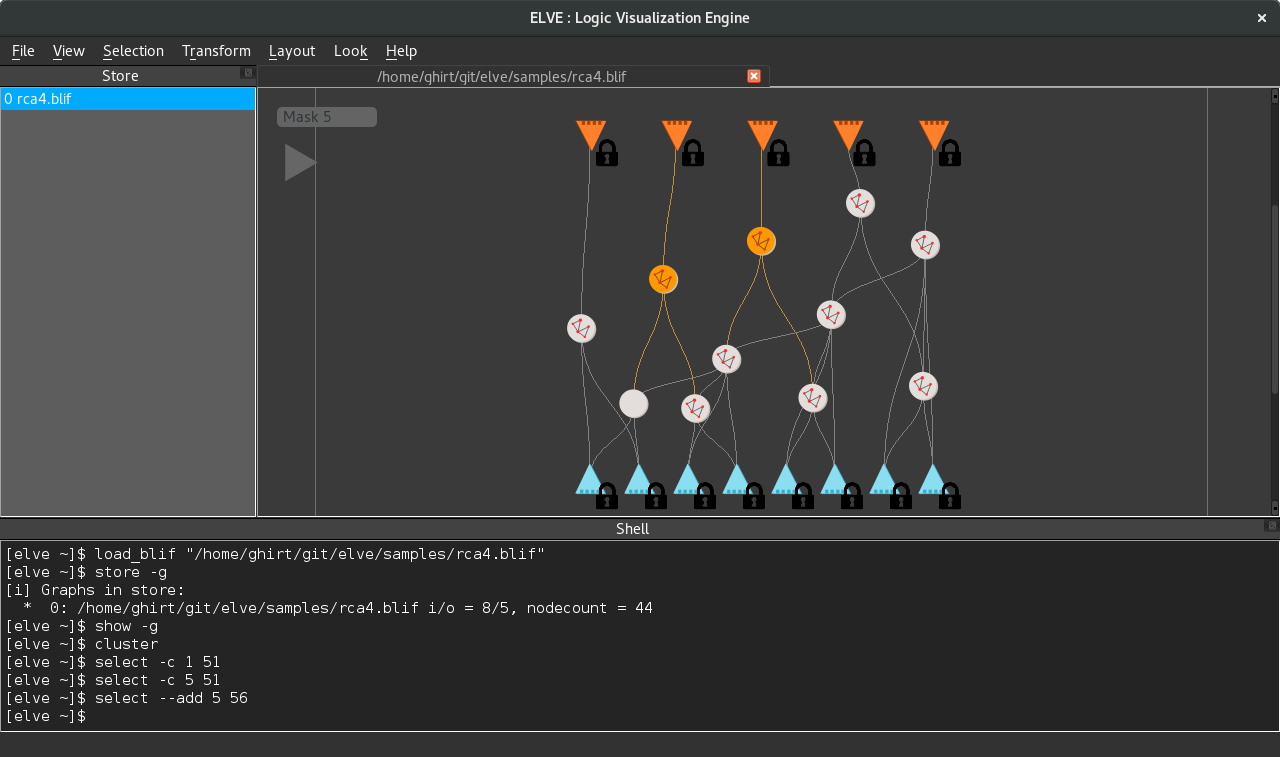 ELVE : Logic Visualization Engine
File View Selection Transform Layout Look Help
Store
/home/ghirt/git/elve/samples/rca4.blif
0 rca4.blif
Mask 5
Shell
[elve ~]$ load_blif "/home/ghirt/git/elve/samples/rca4.blif"
[elve ~]$ store -g
[i] Graphs in store:
  *  0: /home/ghirt/git/elve/samples/rca4.blif i/o = 8/5, nodecount = 44
[elve ~]$ show -g
[elve ~]$ cluster
[elve ~]$ select -c 1 51
[elve ~]$ select -c 5 51
[elve ~]$ select --add 5 56
[elve ~]$